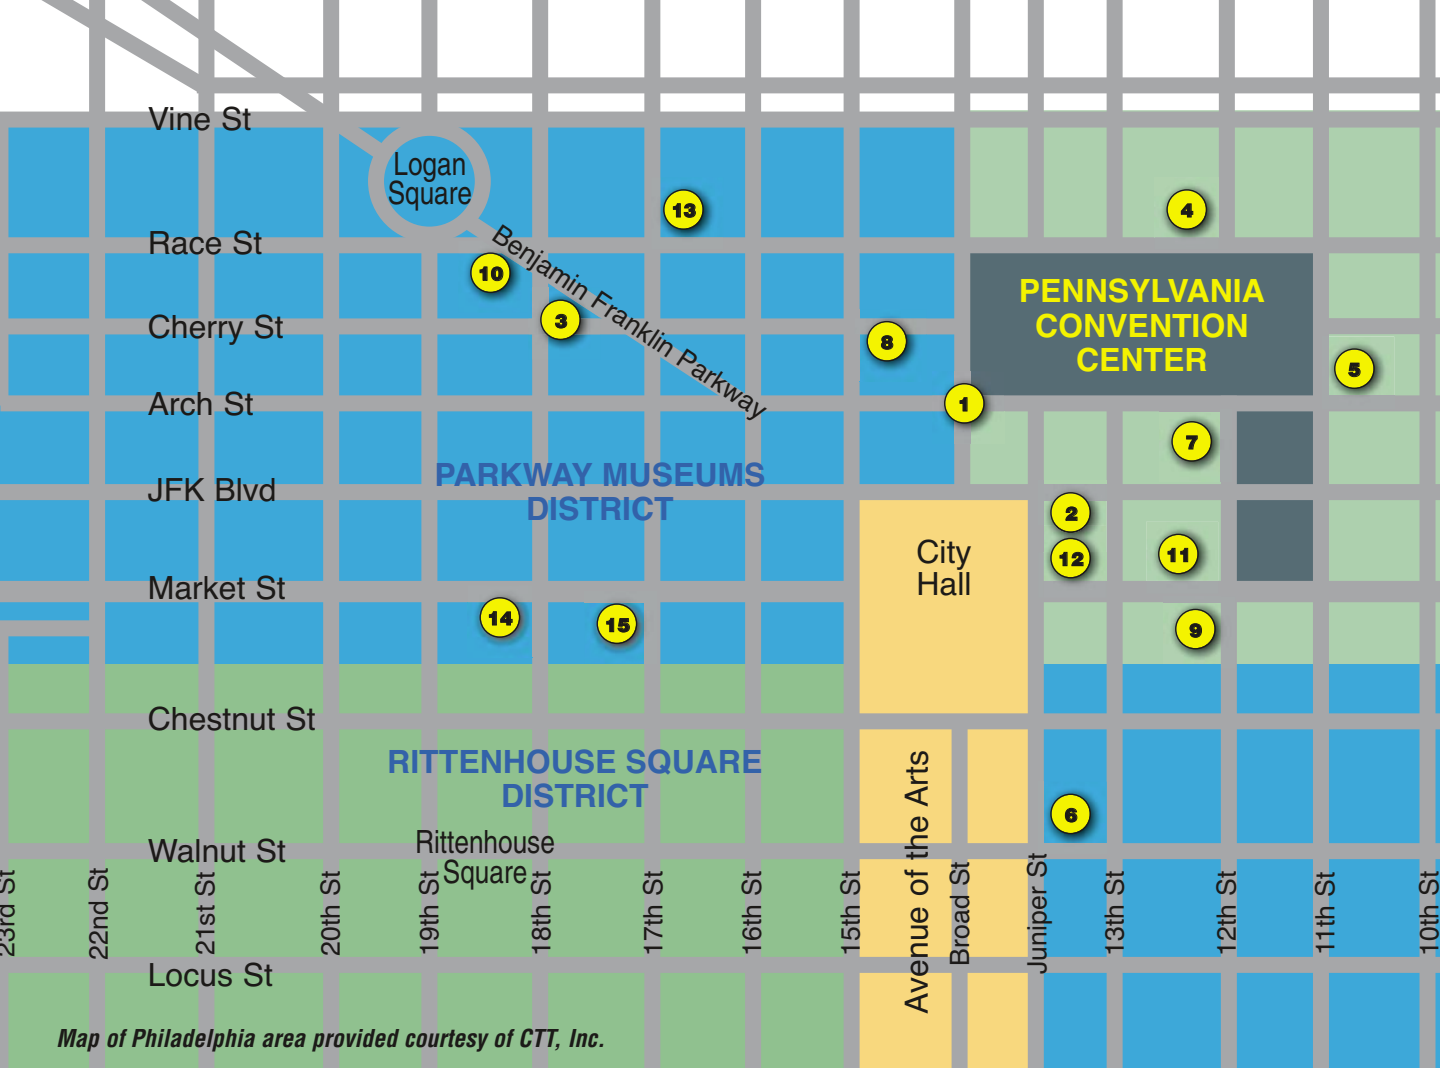 Vine St
Logan
Square
13
4
Race St
Benjamin Franklin Parkway
10
PENNSYLVANIA
CONVENTION
CENTER
3
Cherry St
8
5
Arch St
1
7
PARKWAY MUSEUMS
DISTRICT
JFK Blvd
2
City
Hall
12
11
Market St
14
15
9
Chestnut St
RITTENHOUSE SQUARE
DISTRICT
6
Rittenhouse
Square
Walnut St
23rd St
22nd St
21st St
20th St
19th St
18th St
17th St
16th St
15th St
Avenue of the Arts
Broad St
Juniper St
13th St
12th St
11th St
10th St
Locus St
Map of Philadelphia area provided courtesy of CTT, Inc.